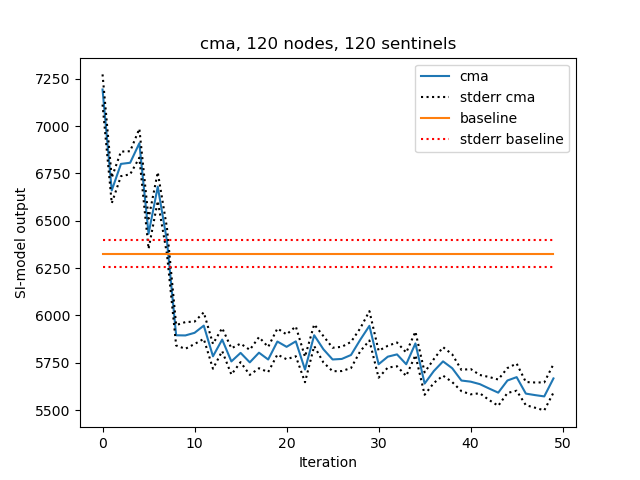 cma, 120 nodes, 120 sentinels
7250
7000
6750
6500
6250
6000
5750
5500
SI-model output
cma
stderr cma
baseline
stderr baseline
0
10
20
30
40
50
Iteration